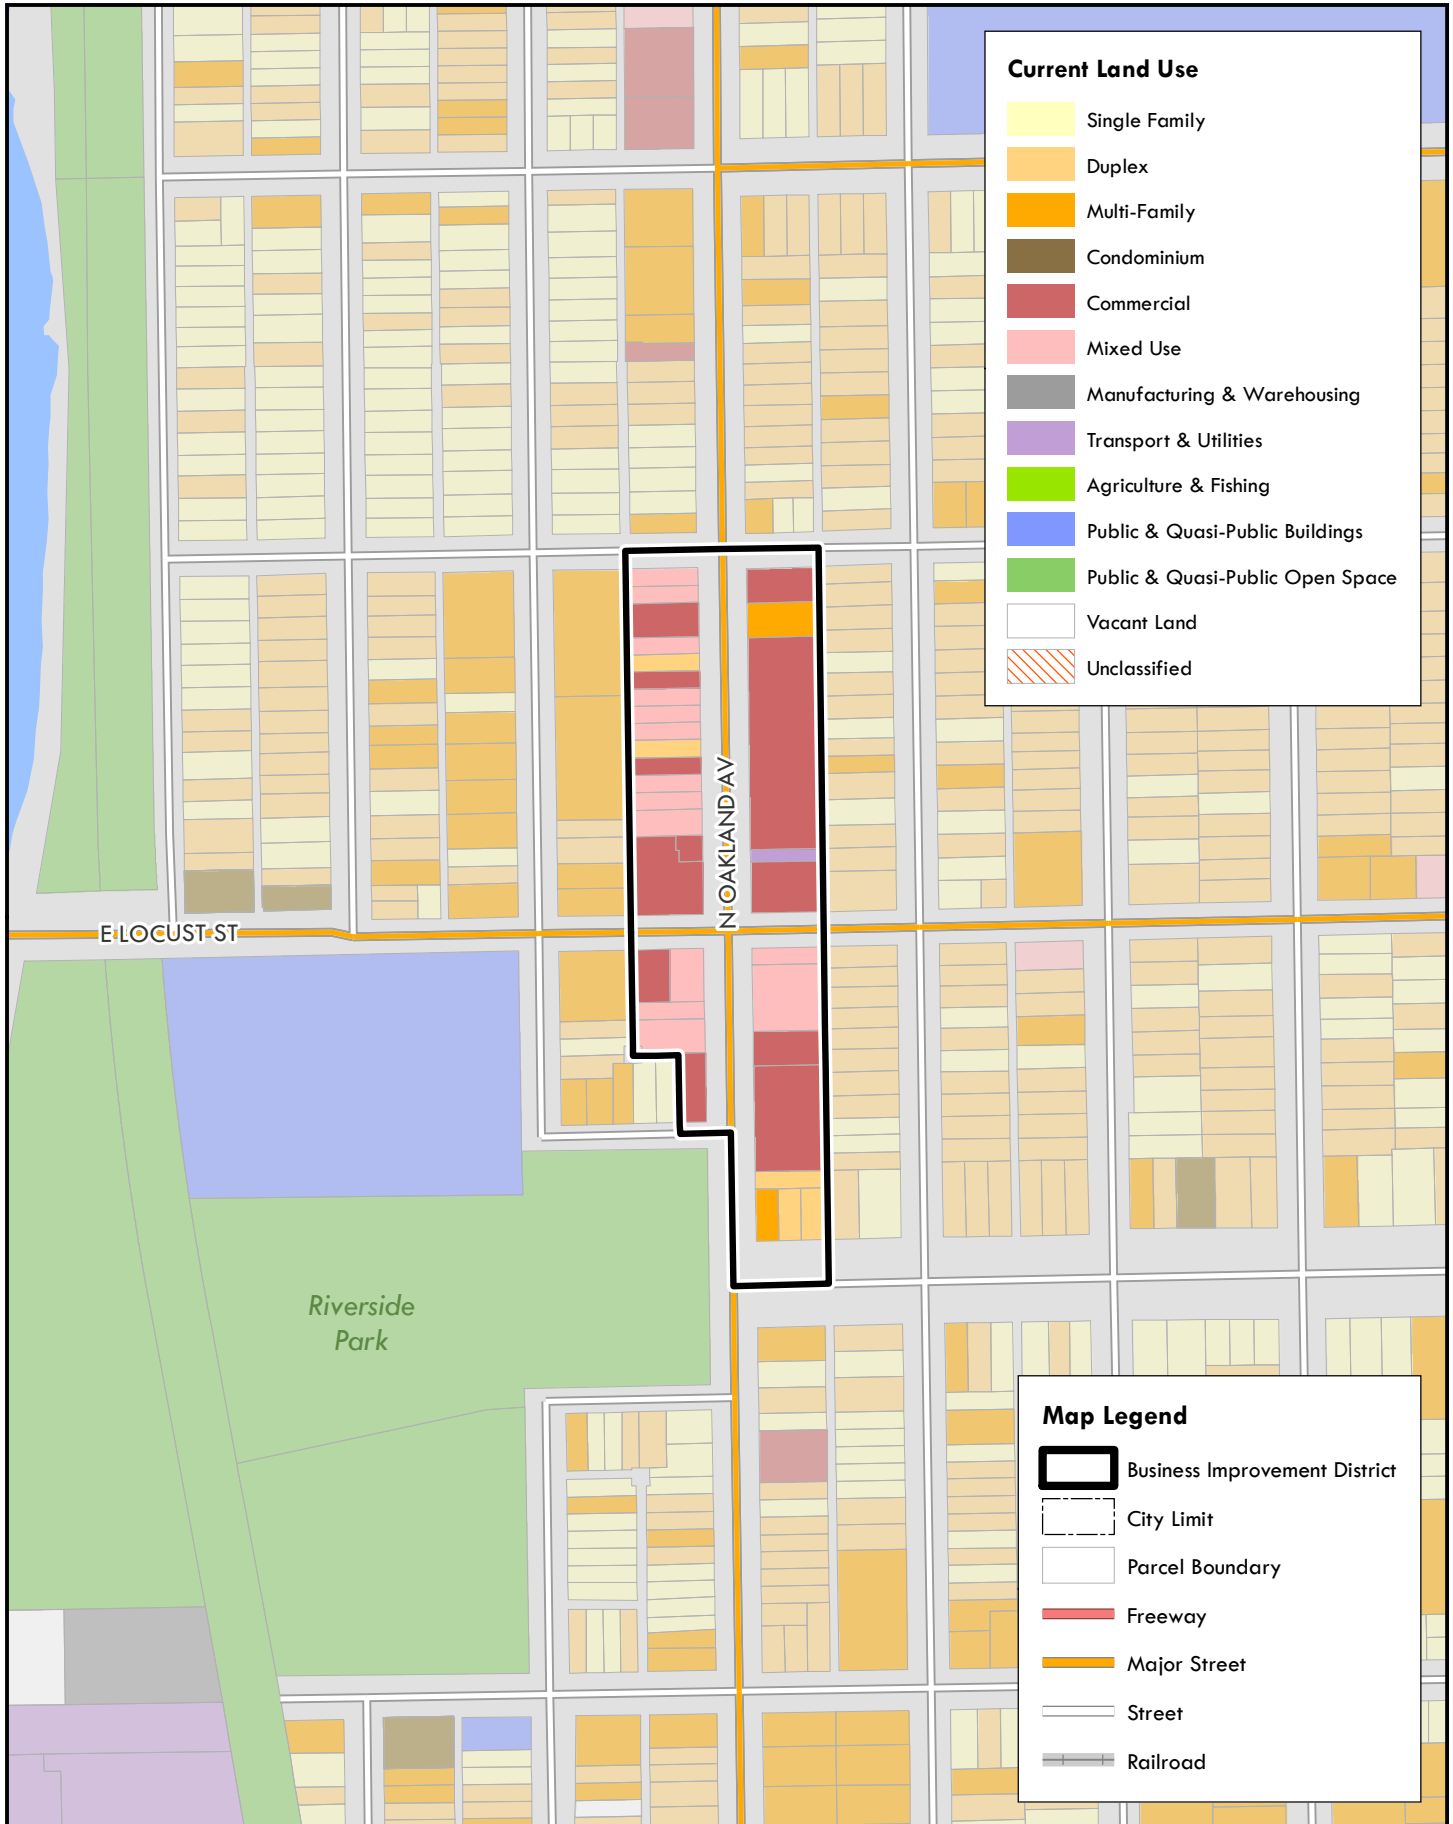 Current Land Use
Single Family
Duplex
Multi-Family
Condominium
Commercial
Mixed Use
Manufacturing & Warehousing
Transport & Utilities
Agriculture & Fishing
Public & Quasi-Public Buildings
Public & Quasi-Public Open Space
Vacant Land
Unclassified
N OAKLAND AV
E LOCUST ST
Riverside
Park
Map Legend
Business Improvement District
City Limit
Parcel Boundary
Freeway
Major Street
Street
Railroad